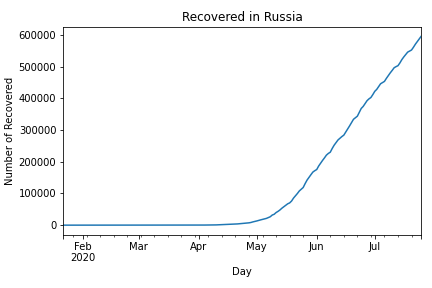 Recovered in Russia
Number of Recovered
600000
500000
400000
300000
200000
100000
0
Feb Mar Apr May Jun Jul
2020
Day